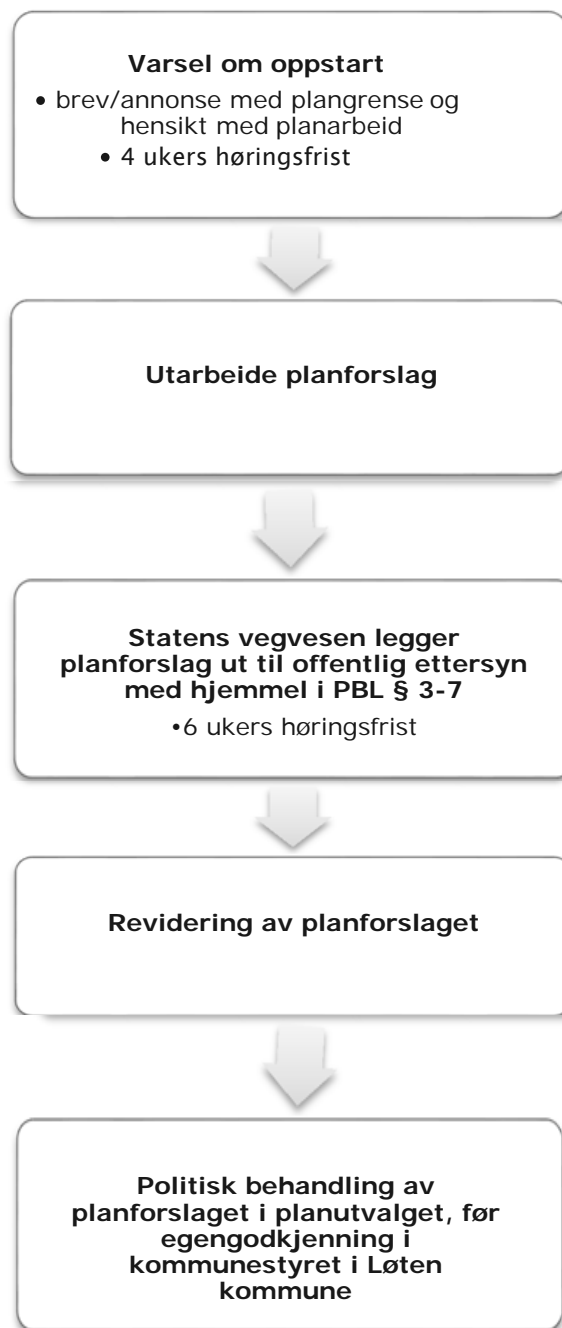 Varsel om oppstart
• brev/annonse med plangrense og
hensikt med planarbeid
• 4 ukers høringsfrist
Utarbeide planforslag
Statens vegvesen legger
planforslag ut til offentlig ettersyn
med hjemmel i PBL § 3-7
•6 ukers høringsfrist
Revidering av planforslaget
Politisk behandling av
planforslaget i planutvalget, før
egengodkjenning i
kommunestyret i Løten
kommune